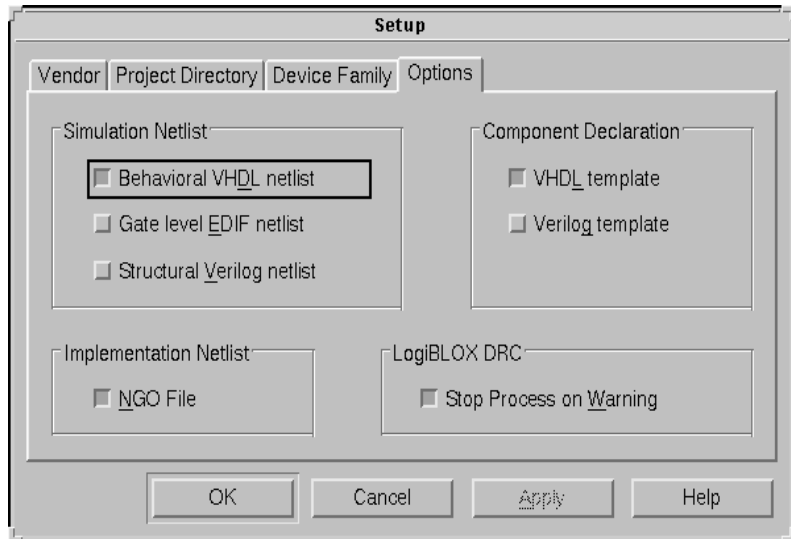 Setup
Vendor Project Directory Device Family Options
Simulation Netlist
Behavioral VHDL netlist
Gate level EDIF netlist
Structural Verilog netlist
Component Declaration
VHDL template
Verilog template
Implementation Netlist
NGO File
LogiBLOX DRC
Stop Process on Warning
OK Cancel Apply Help